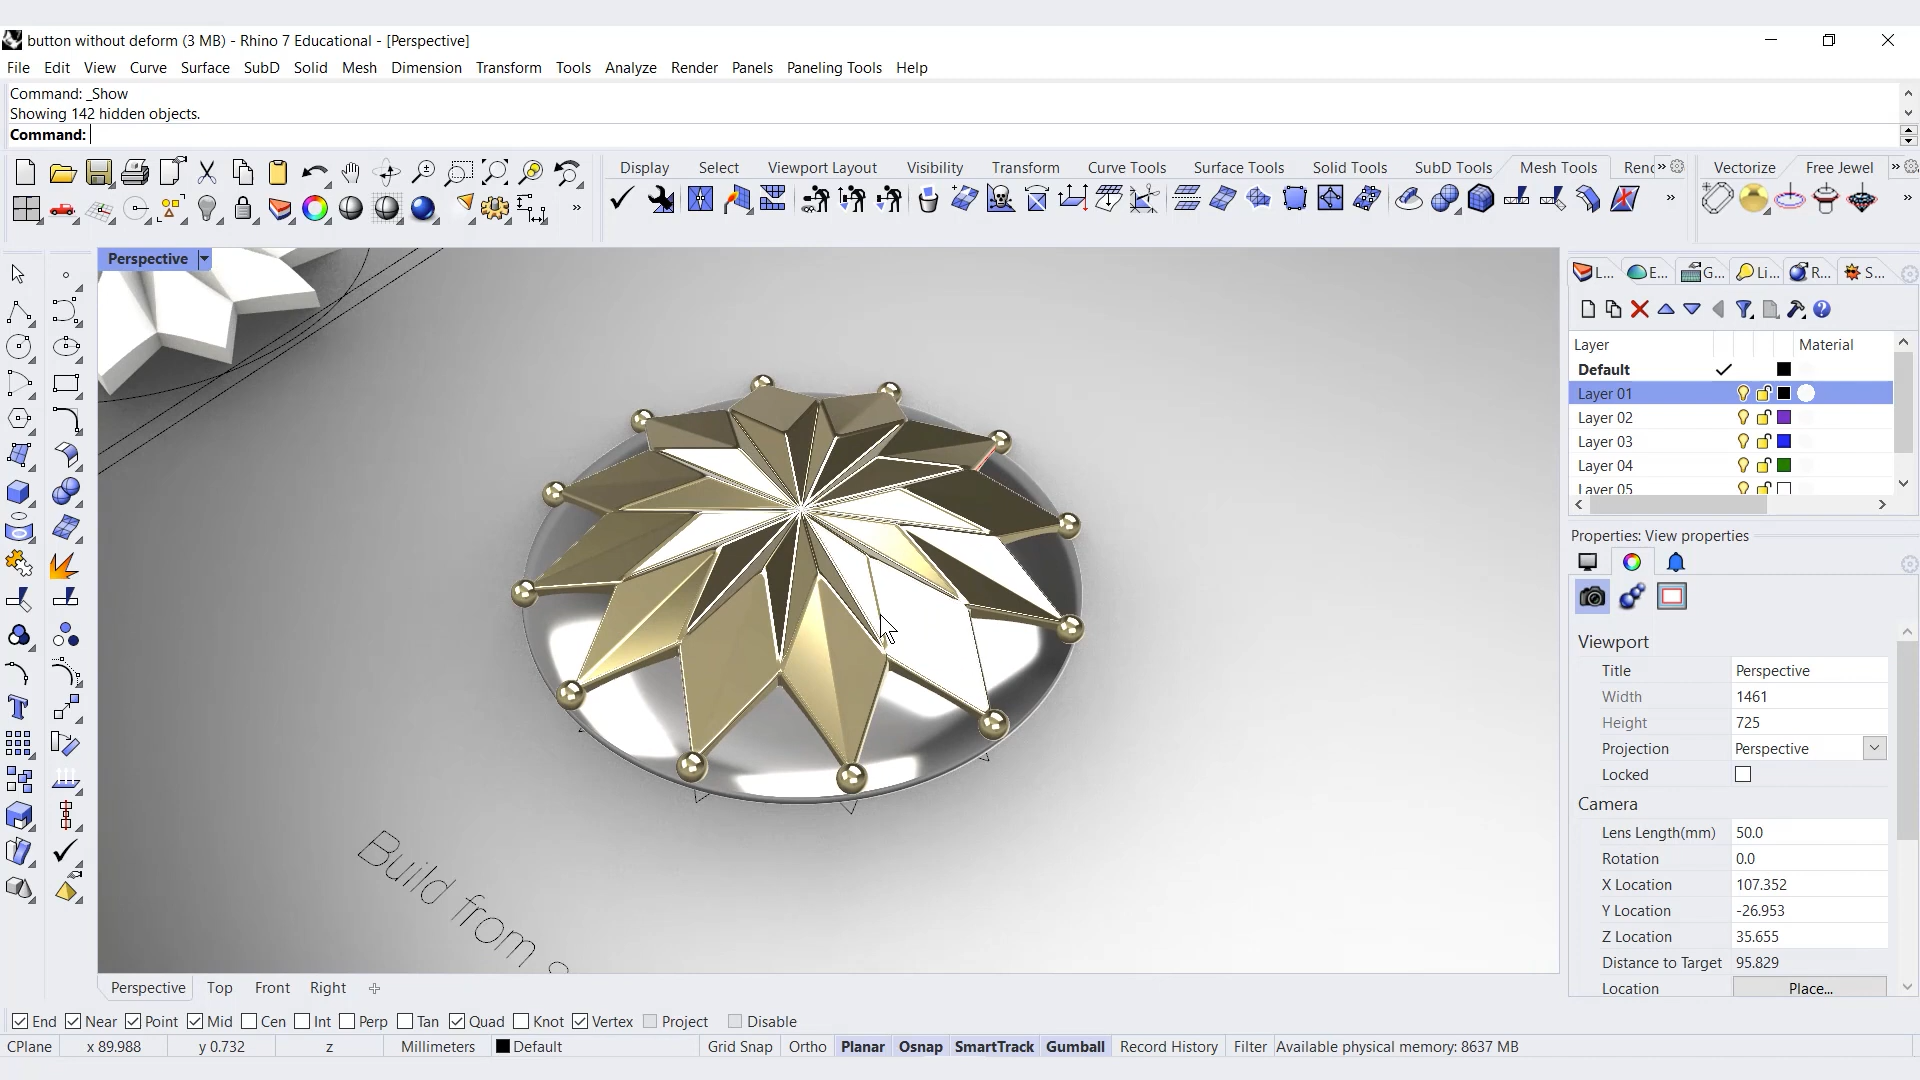 button without deform (3 MB) - Rhino 7 Educational - [Perspective]
File Edit View Curve Surface SubD Solid Mesh Dimension Transform Tools Analyze Render Panels Paneling Tools Help
Command: _Show
Showing 142 hidden objects.
Command:
Display Select Viewport Layout Visibility Transform Curve Tools Surface Tools Solid Tools SubD Tools Mesh Tools Renc » Vectorize Free Jewel »
» » »
Perspective
L... E... G... Li... R... S...
Layer Material
Default
Layer 01
Layer 02
Layer 03
Layer 04
Layer 05
Properties: View properties
Viewport
Title Perspective
Width 1461
Height 725
Projection Perspective
Locked
Camera
Lens Length(mm) 50.0
Rotation 0.0
X Location 107.352
Y Location -26.953
Z Location 35.655
Distance to Target 95.829
Location Place...
Build from s
Perspective Top Front Right
End Near Point Mid Cen Int Perp Tan Quad Knot Vertex Project Disable
CPlane x 89.988 y 0.732 z Millimeters Default Grid Snap Ortho Planar Osnap SmartTrack Gumball Record History Filter Available physical memory: 8637 MB